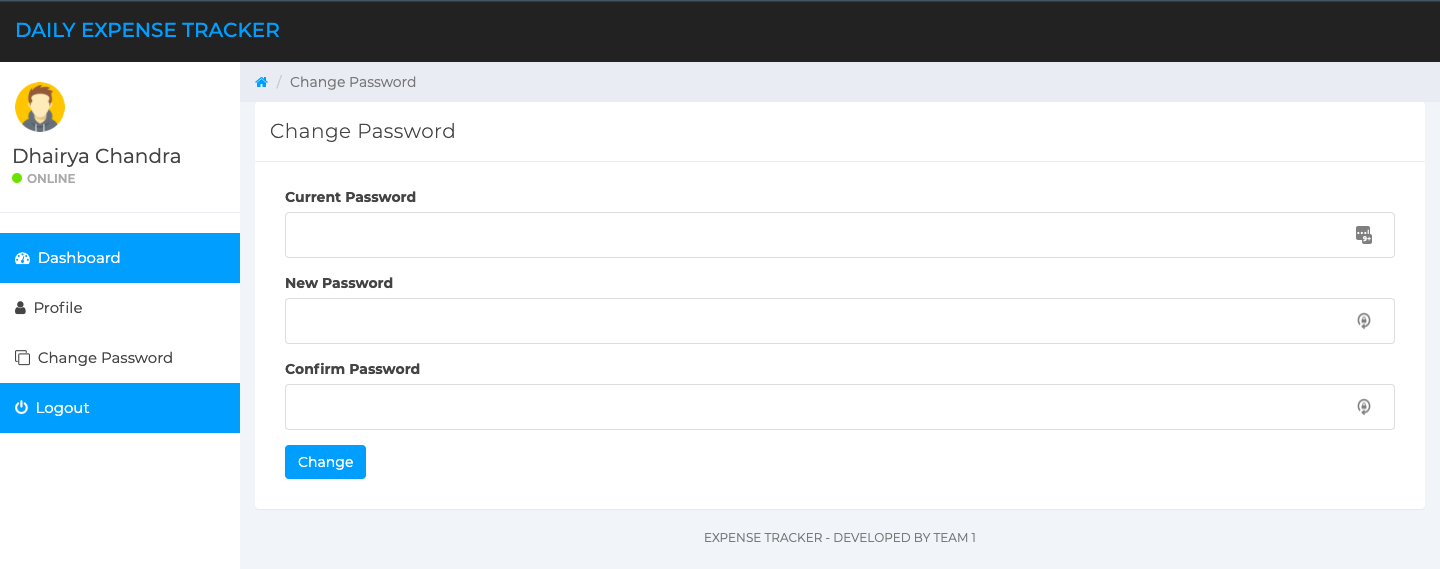 DAILY EXPENSE TRACKER
/ Change Password
Dhairya Chandra
ONLINE
Dashboard
Profile
Change Password
Logout
Change Password
Current Password
9+
New Password
Confirm Password
Change
EXPENSE TRACKER - DEVELOPED BY TEAM 1